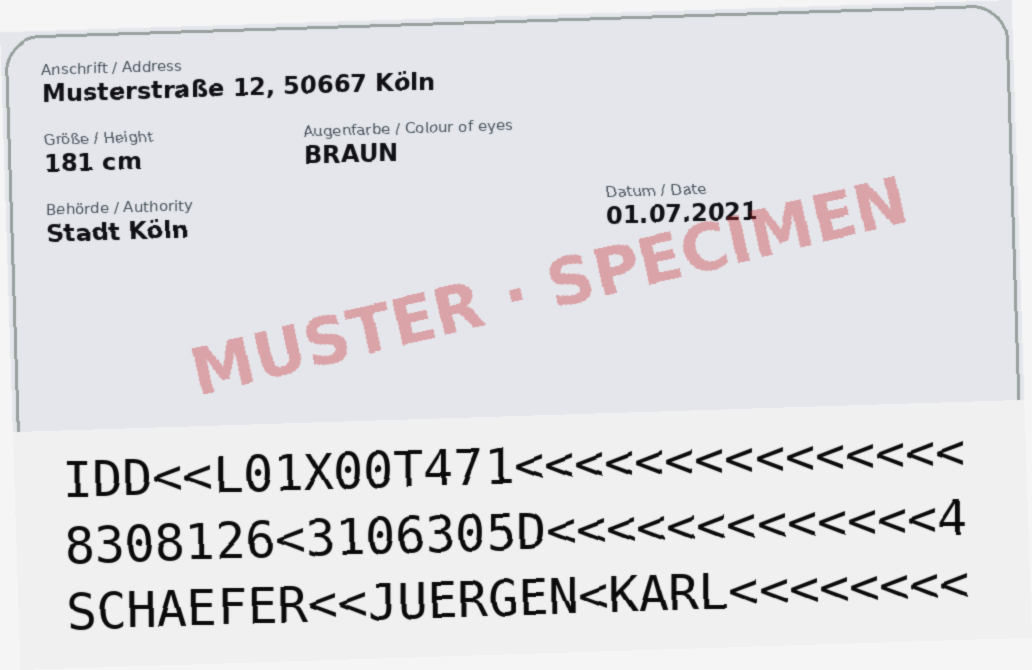 Anschrift / Address
Musterstraße 12, 50667 Köln
Größe / Height
181 cm
Augenfarbe / Colour of eyes
BRAUN
Behörde / Authority
Stadt Köln
Datum / Date
01.07.2021
MUSTER · SPECIMEN
IDD<<L01X00T471<<<<<<<<<<<<<<<
8308126<3106305D<<<<<<<<<<<<<4
SCHAEFER<<JUERGEN<KARL<<<<<<<<